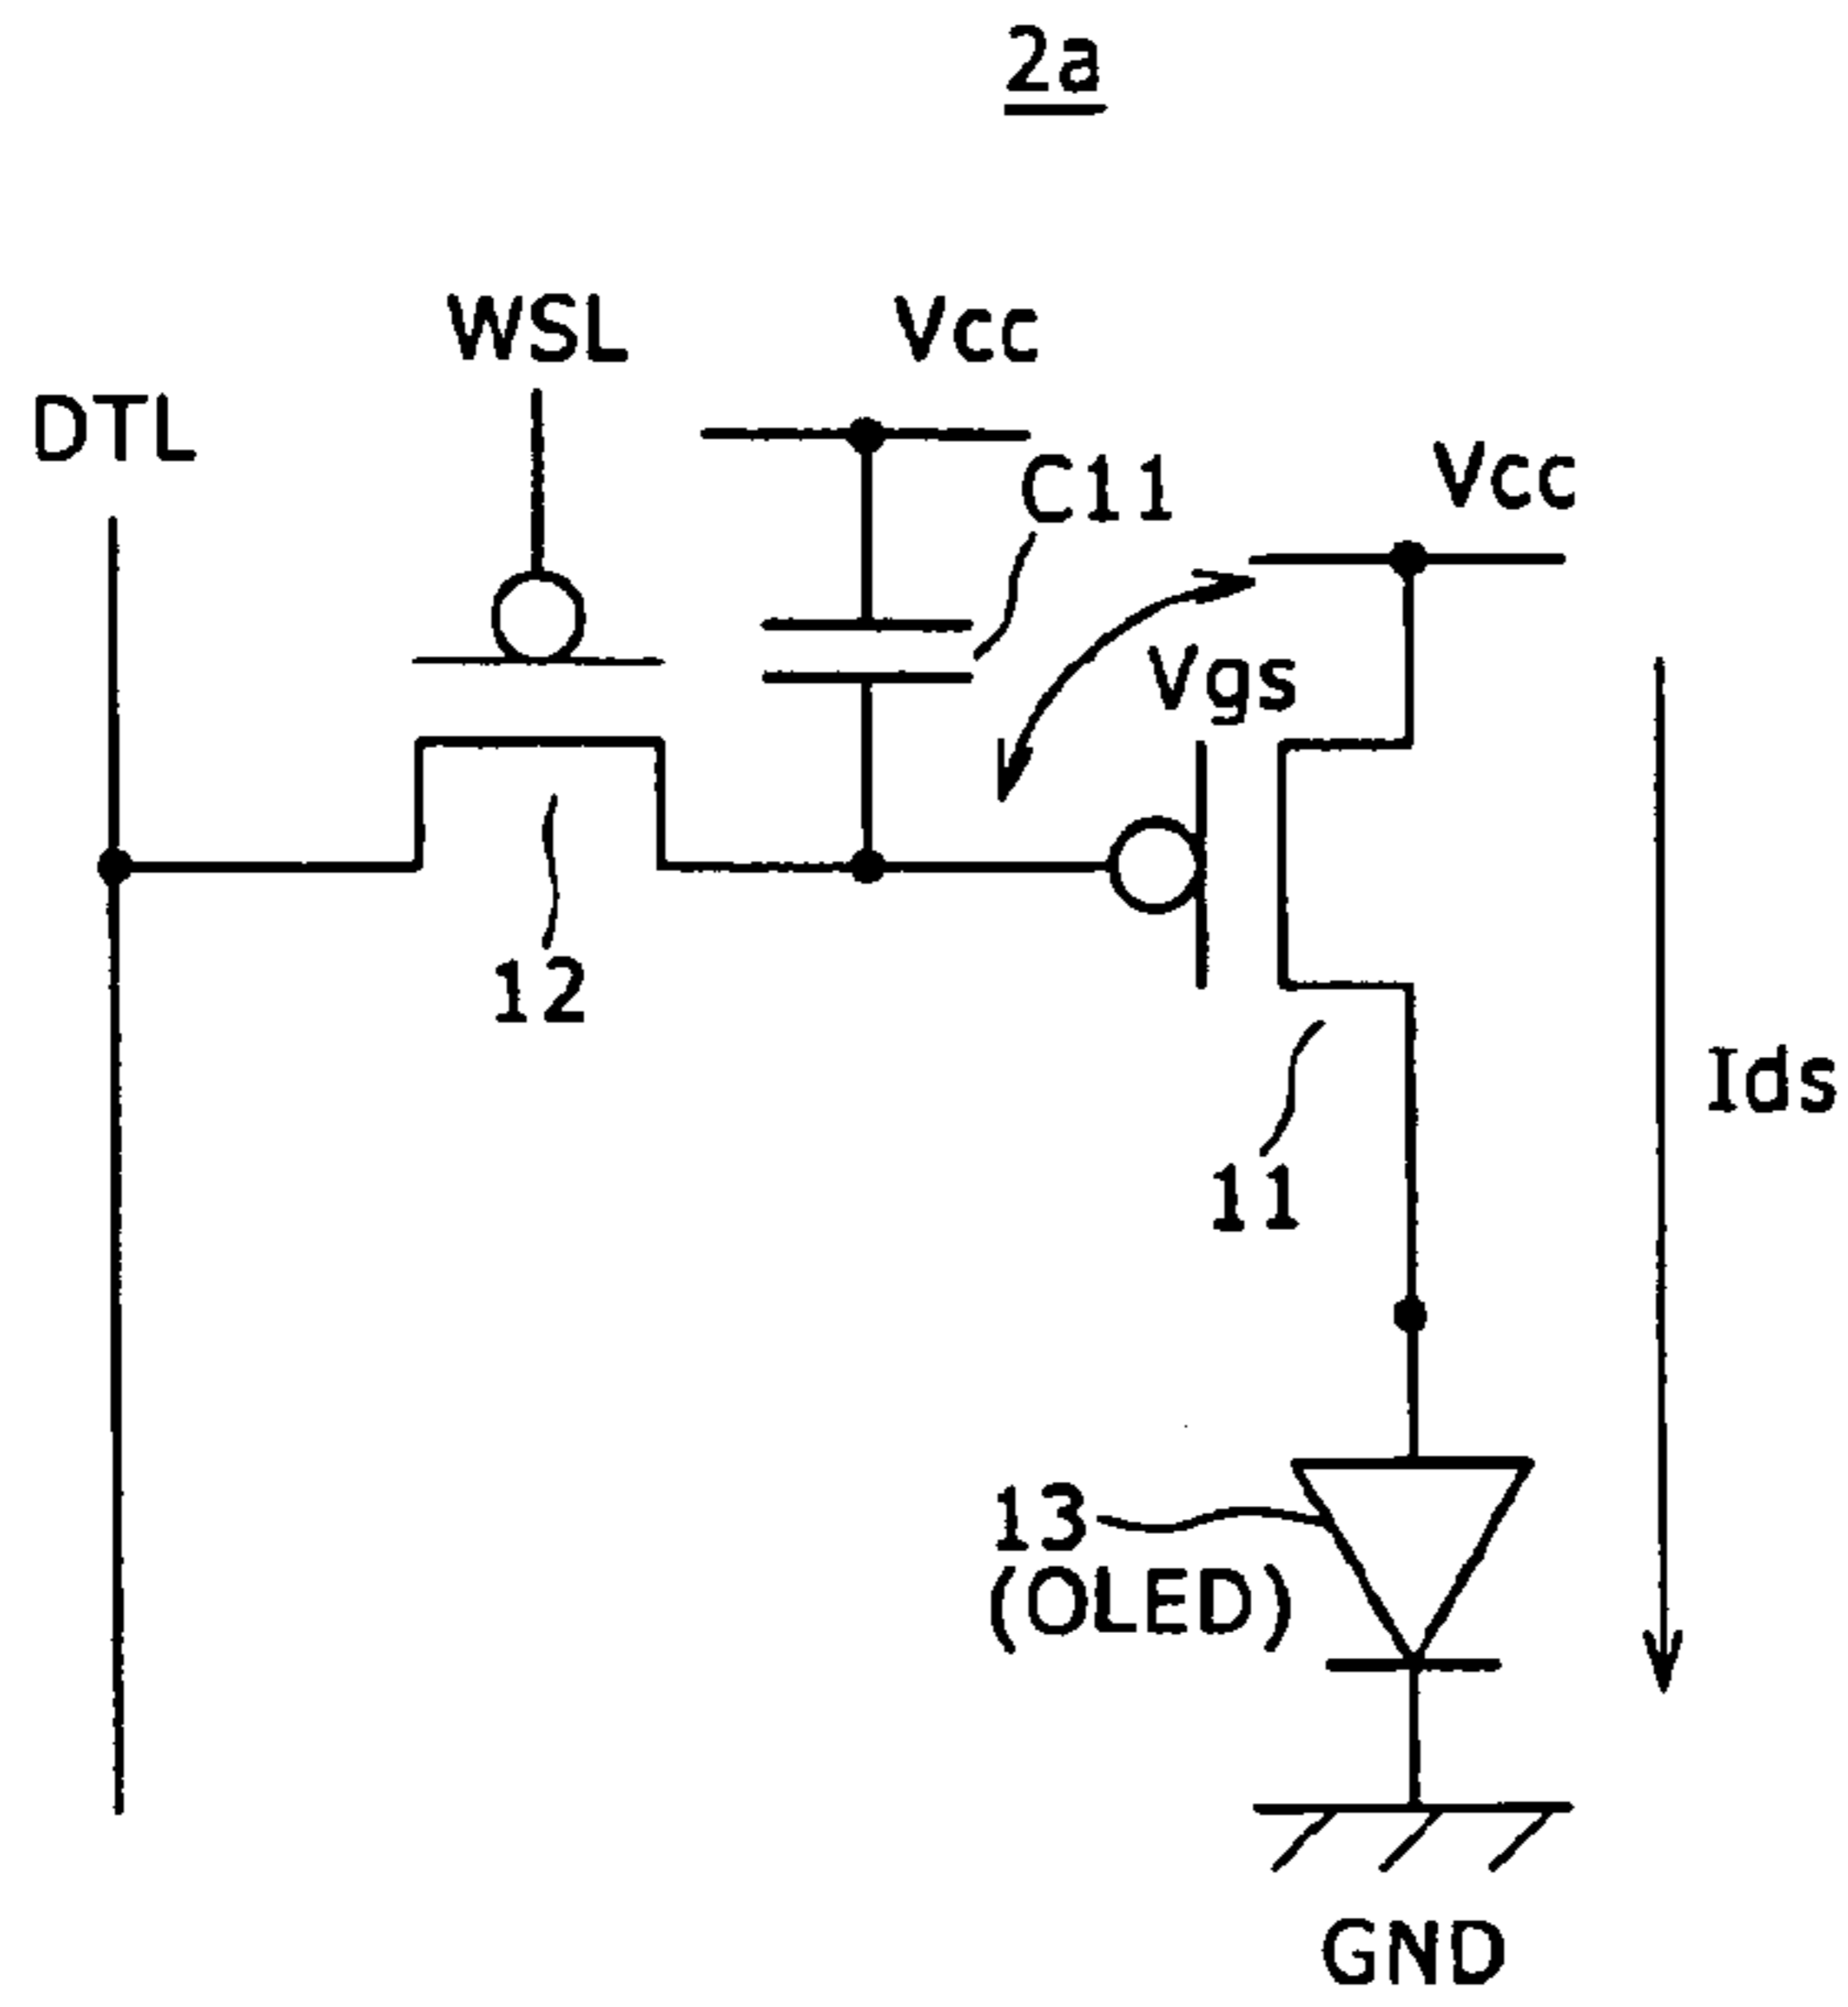 2a
WSL
Vcc
DTL
C11
Vcc
Vgs
12
Ids
11
13
(OLED)
GND